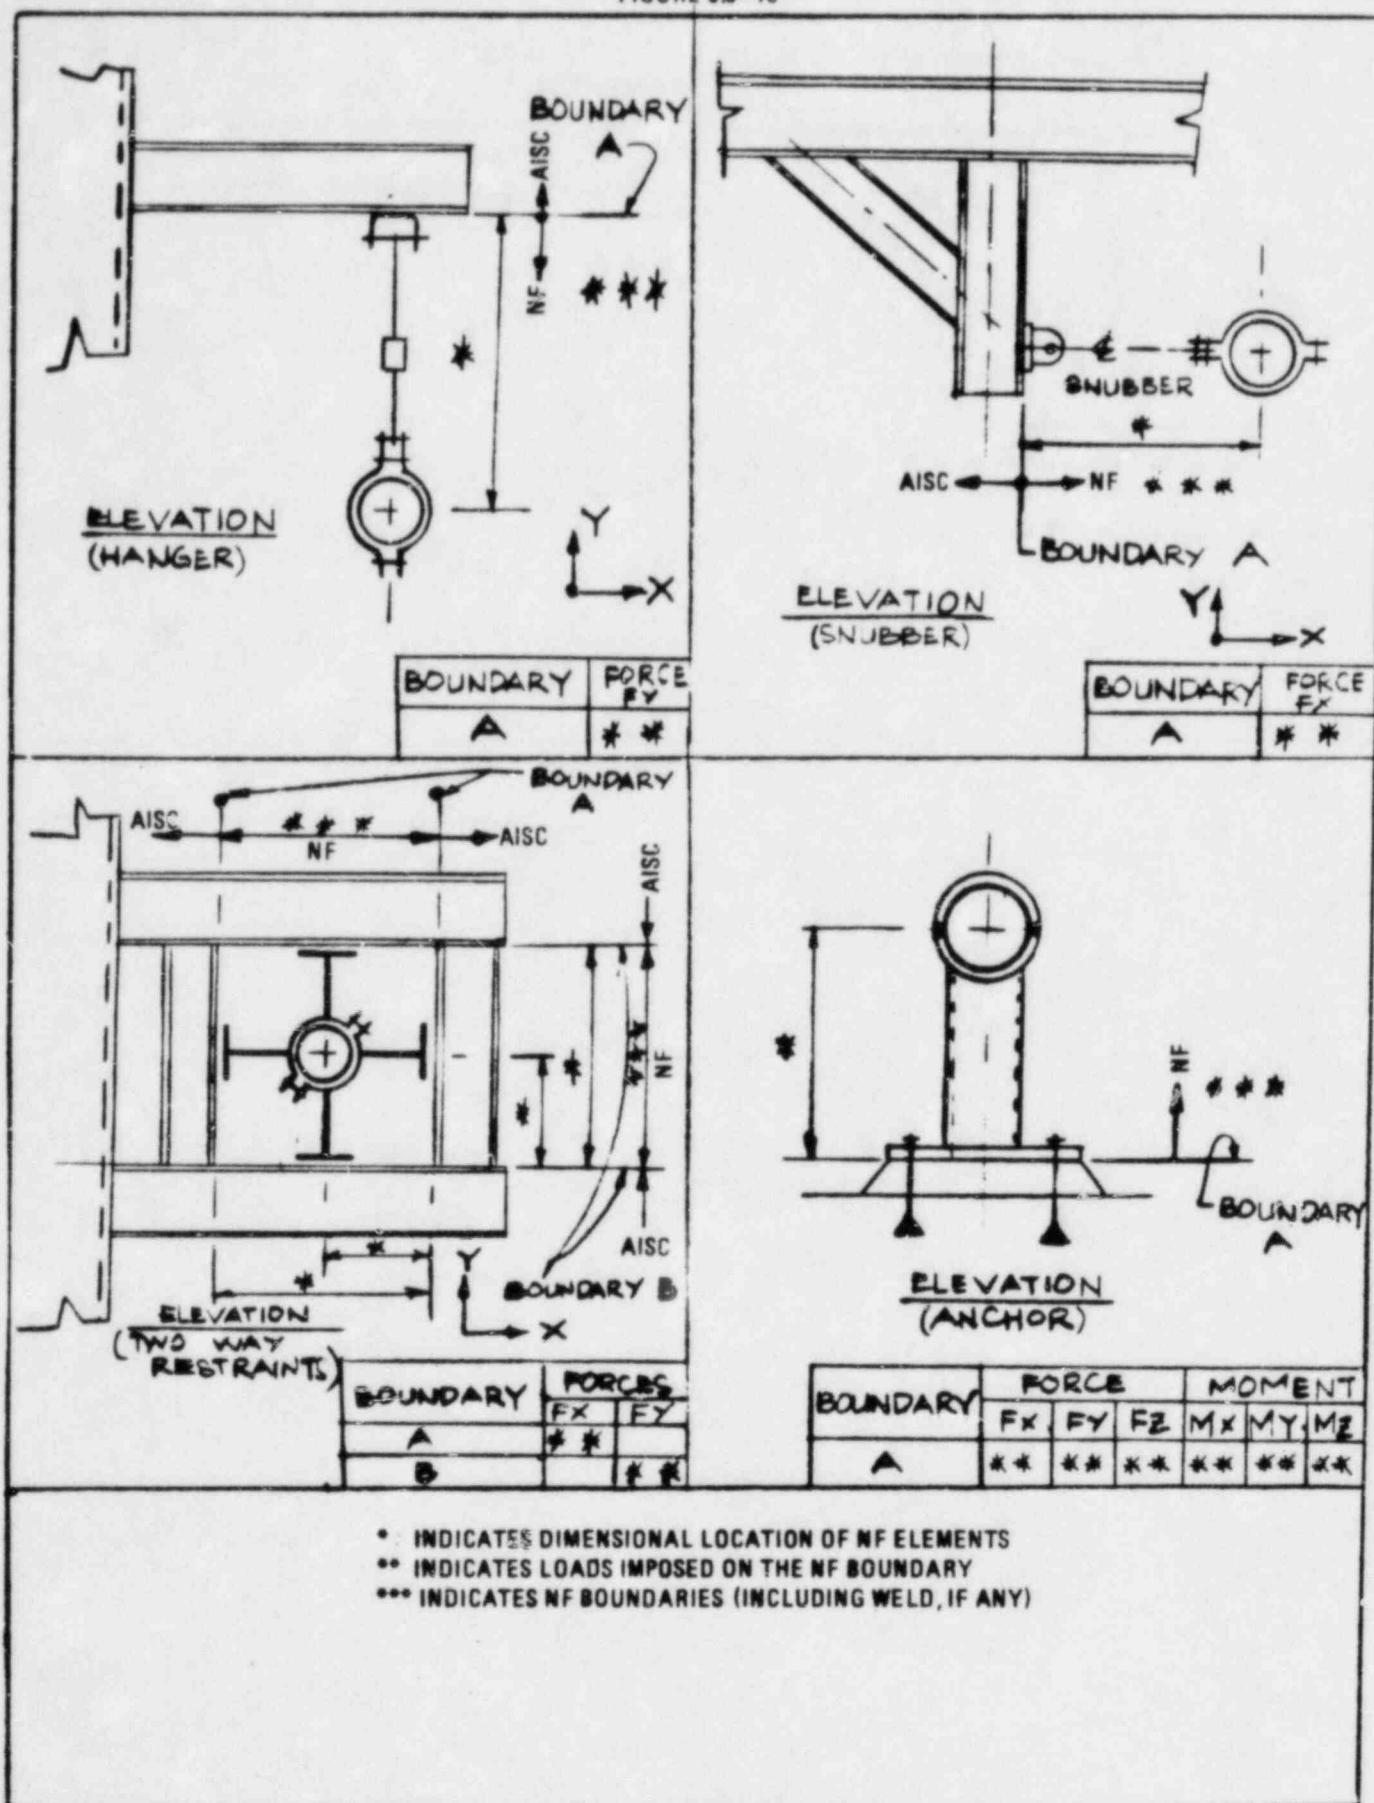 BOUNDARY
A
AISC
NF
***
*
ELEVATION
(HANGER)
Y
X
BOUNDARY FORCE FY
A **
SNUBBER
*
AISC NF ***
BOUNDARY A
ELEVATION
(SNUBBER)
Y
X
BOUNDARY FORCE FX
A **
BOUNDARY
A
AISC *** AISC
NF
AISC
*
*
***
NF
AISC
*
*
Y
X
BOUNDARY B
ELEVATION
(TWO WAY
RESTRAINTS)
BOUNDARY FORCES
FX FY
A **
B **
*
NF
***
BOUNDARY
A
ELEVATION
(ANCHOR)
BOUNDARY FORCE MOMENT
FX FY FZ MX MY MZ
A ** ** ** ** ** **
* INDICATES DIMENSIONAL LOCATION OF NF ELEMENTS
** INDICATES LOADS IMPOSED ON THE NF BOUNDARY
*** INDICATES NF BOUNDARIES (INCLUDING WELD, IF ANY)